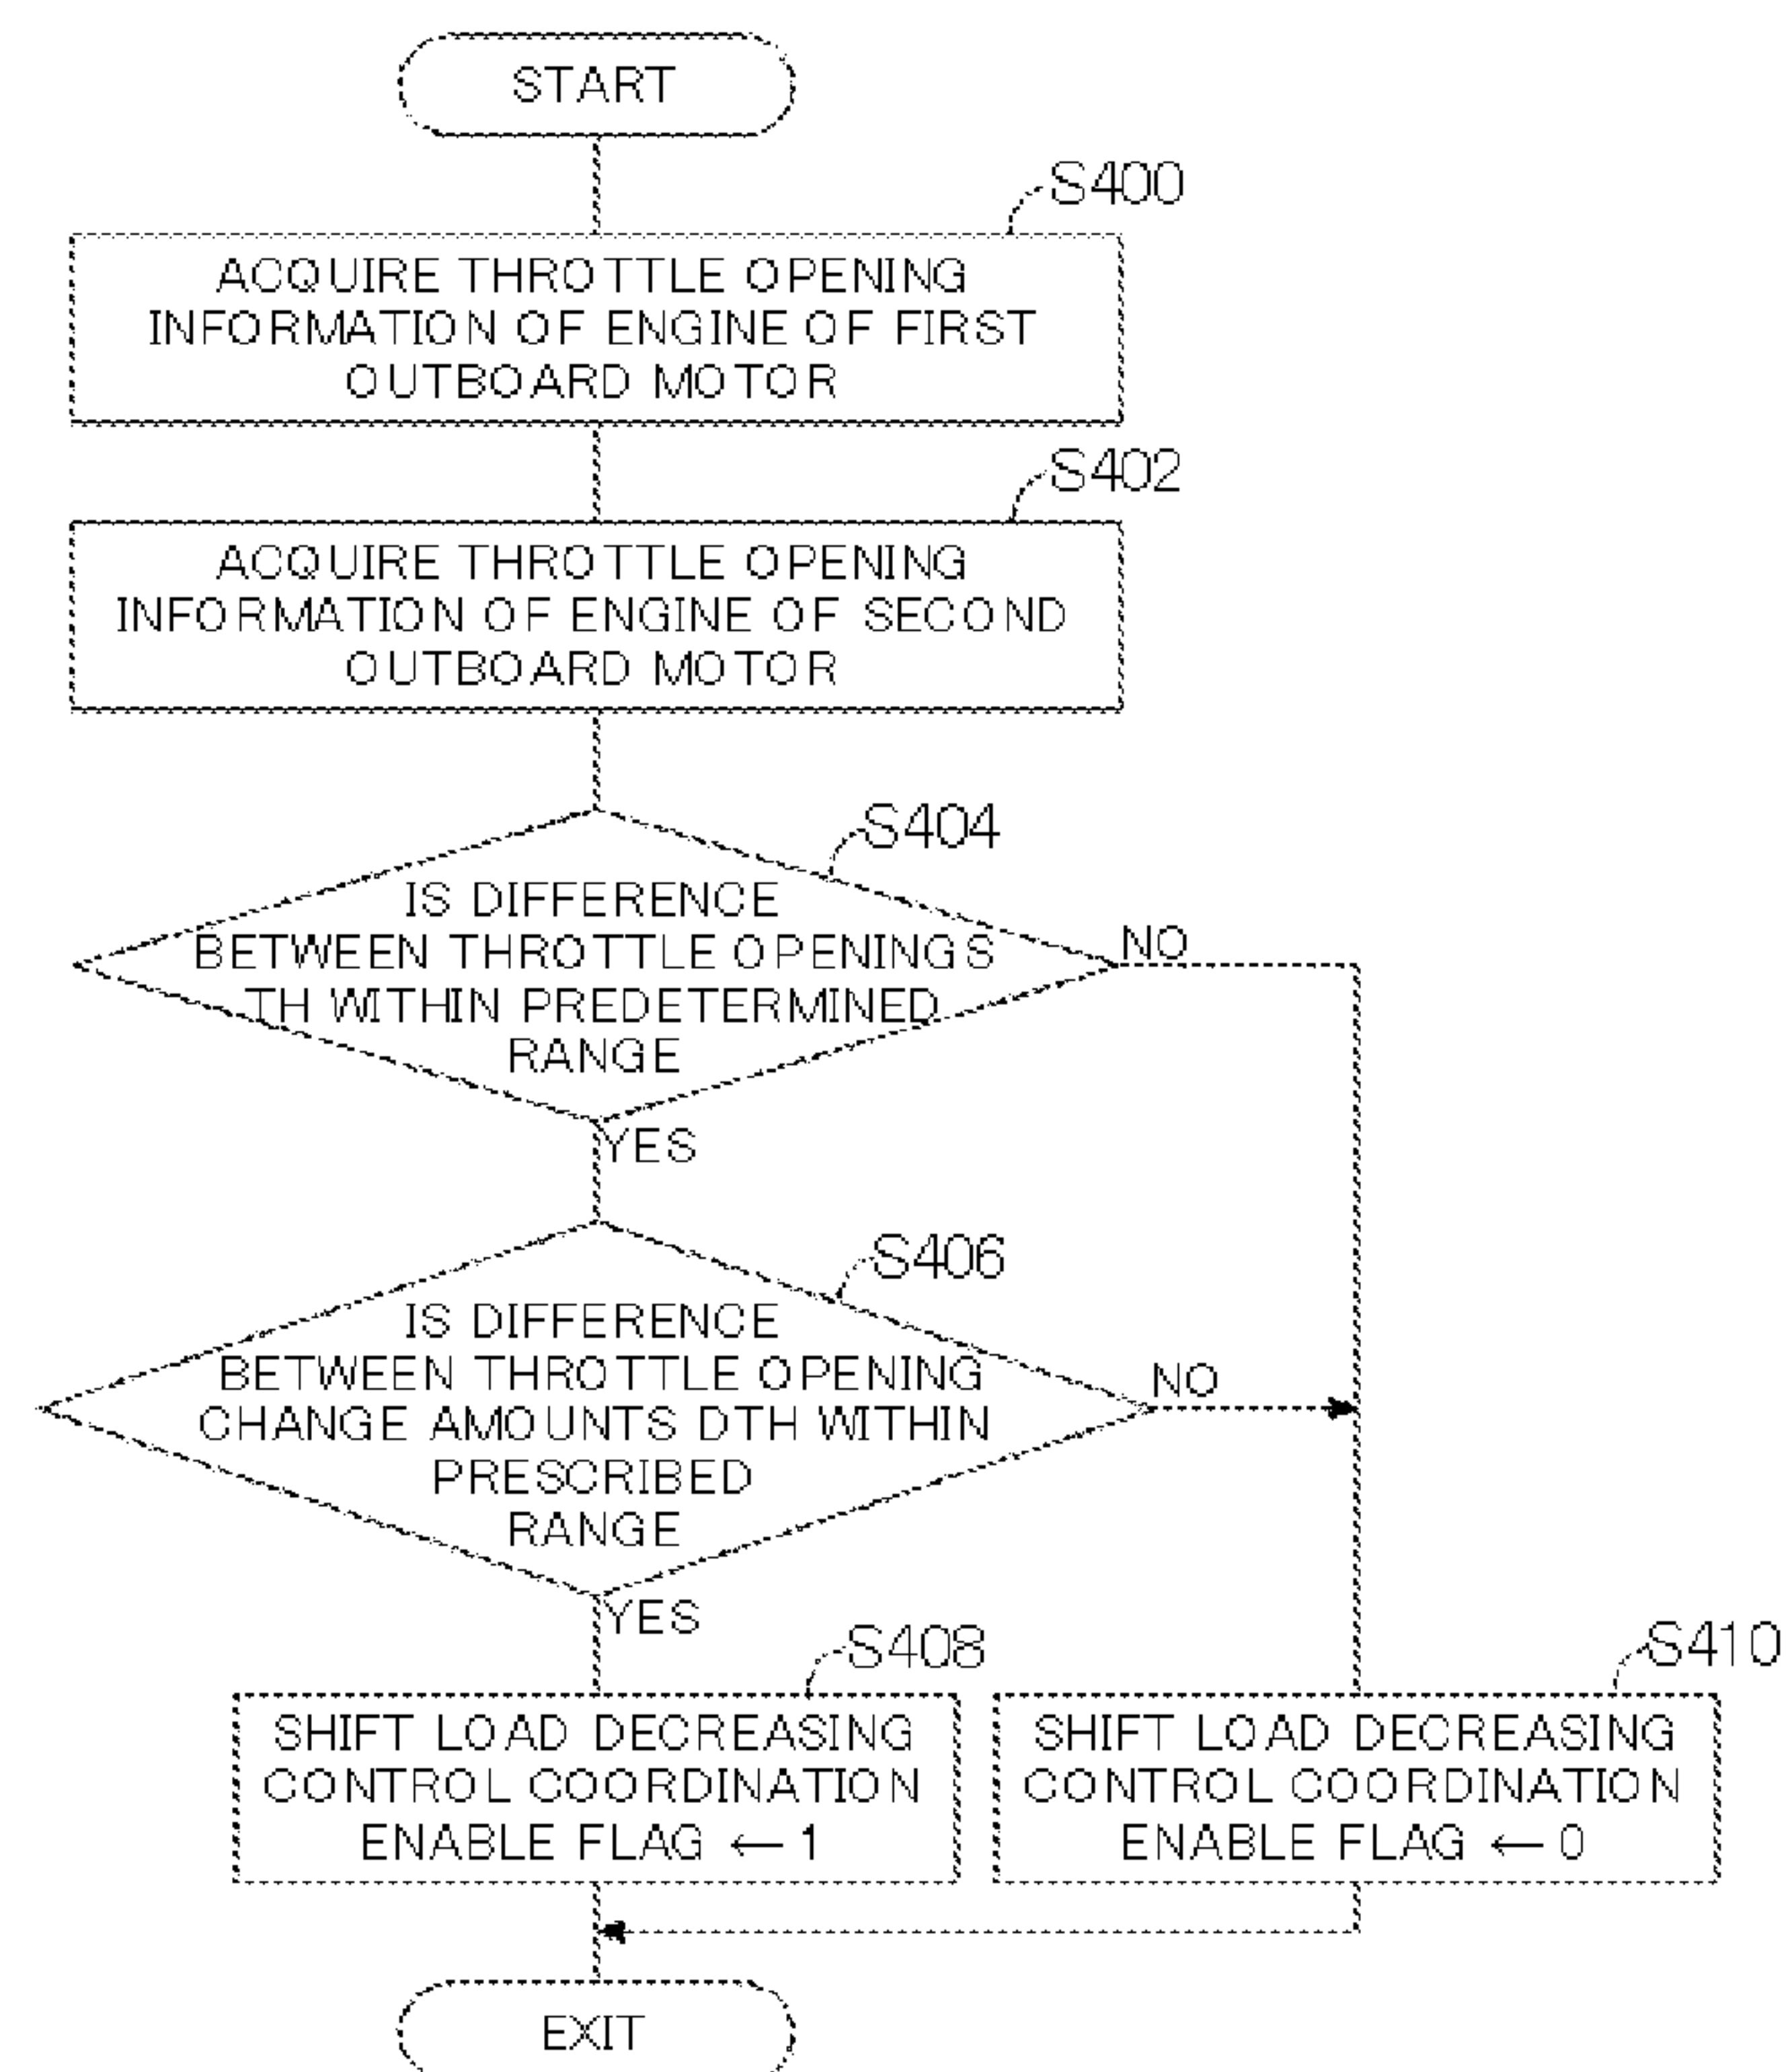 START
S400
ACQUIRE THROTTLE OPENING
INFORMATION OF ENGINE OF FIRST
OUTBOARD MOTOR
S402
ACQUIRE THROTTLE OPENING
INFORMATION OF ENGINE OF SECOND
OUTBOARD MOTOR
S404
IS DIFFERENCE
BETWEEN THROTTLE OPENINGS
TH WITHIN PREDETERMINED
RANGE
NO
YES
S406
IS DIFFERENCE
BETWEEN THROTTLE OPENING
CHANGE AMOUNTS DTH WITHIN
PRESCRIBED
RANGE
NO
YES
S408
SHIFT LOAD DECREASING
CONTROL COORDINATION
ENABLE FLAG ← 1
S410
SHIFT LOAD DECREASING
CONTROL COORDINATION
ENABLE FLAG ← 0
EXIT